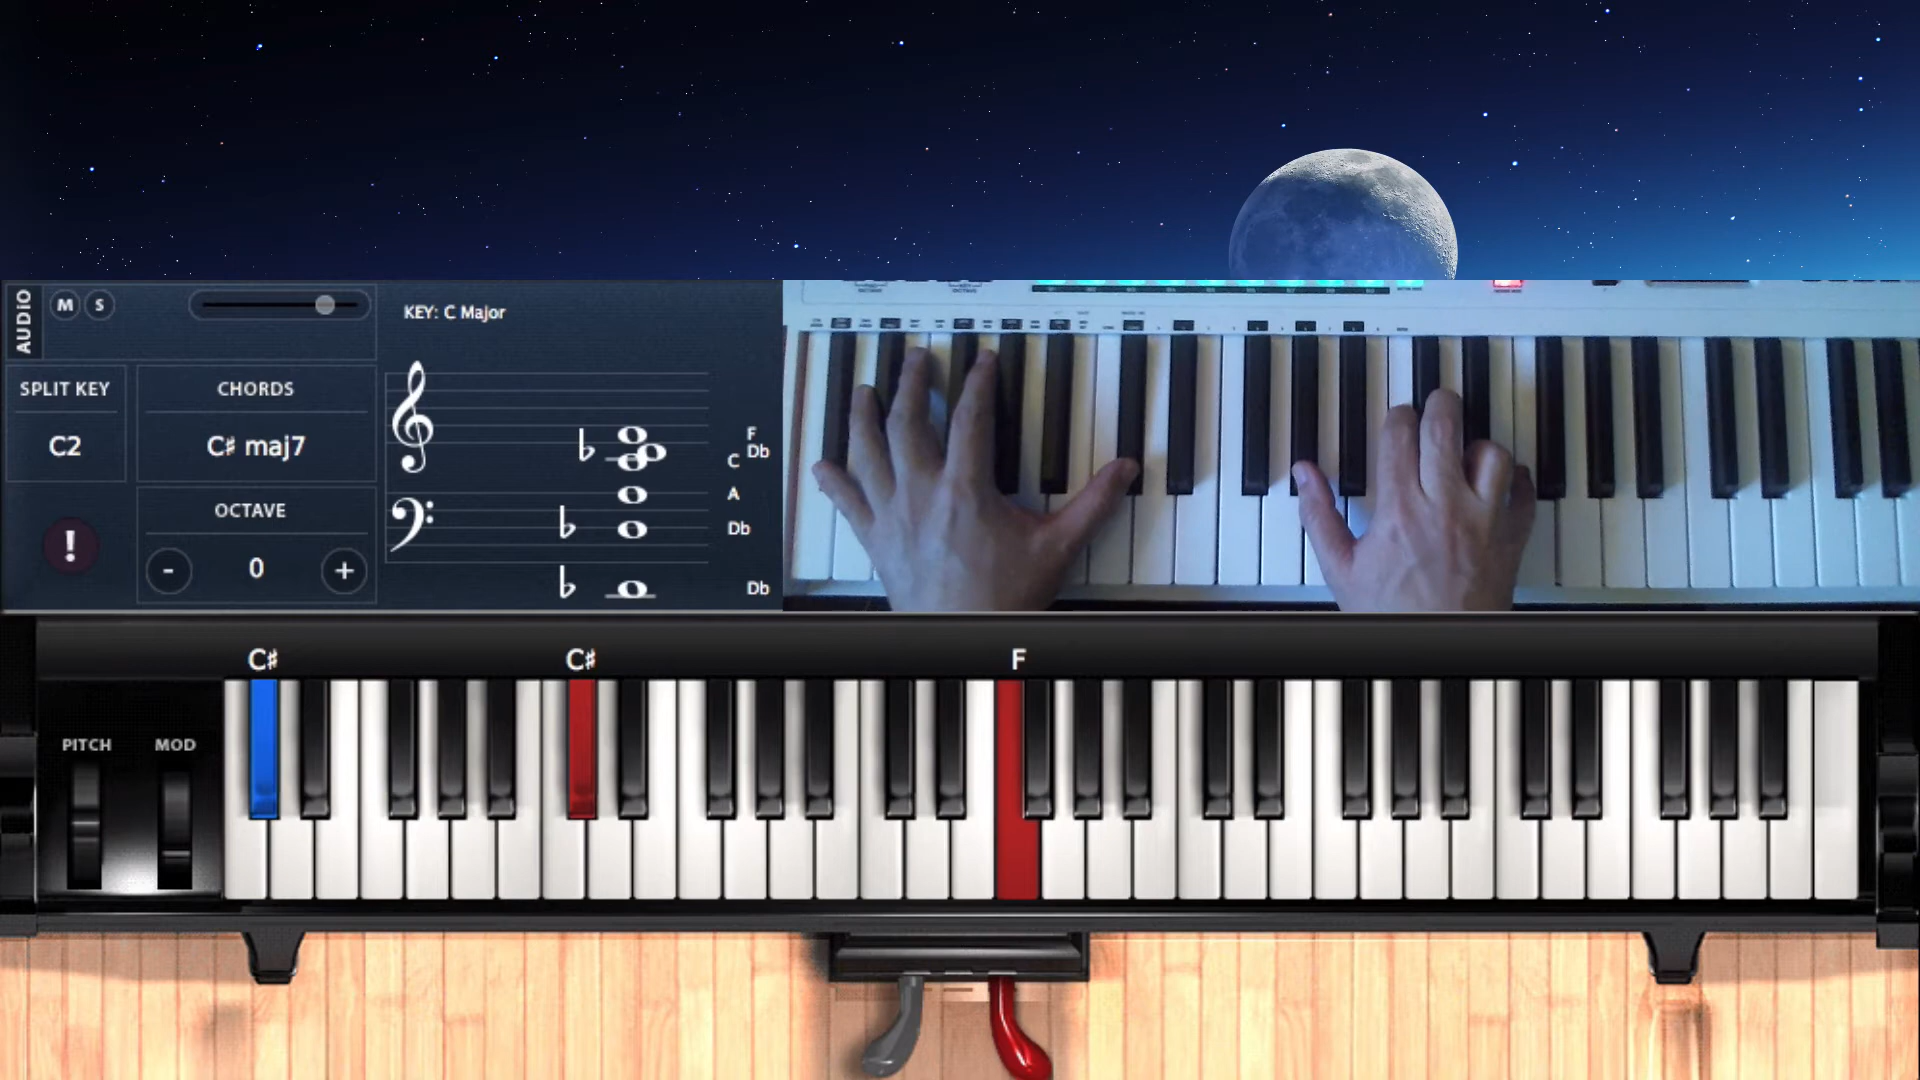 AUDIO
M S
KEY: C Major
SPLIT KEY
C2
CHORDS
C♯ maj7
OCTAVE
- 0 +
!
♭ F
Db
C
A
♭ Db
♭ Db
C♯ C♯ F
PITCH MOD